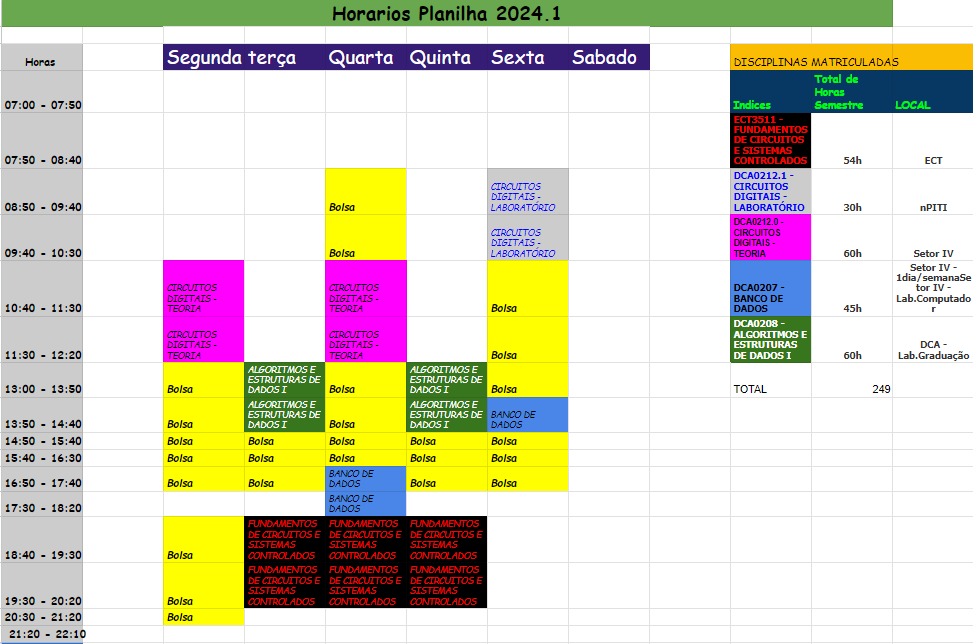 Horarios Planilha 2024.1
Horas
Segunda
terça
Quarta
Quinta
Sexta
Sabado
DISCIPLINAS MATRICULADAS
07:00 - 07:50
Indices
Total de
Horas
Semestre
LOCAL
07:50 - 08:40
ECT3511 -
FUNDAMENTOS
DE CIRCUITOS
E SISTEMAS
CONTROLADOS
54h
ECT
08:50 - 09:40
Bolsa
CIRCUITOS
DIGITAIS -
LABORATÓRIO
DCA0212.1 -
CIRCUITOS
DIGITAIS -
LABORATÓRIO
30h
nPITI
09:40 - 10:30
Bolsa
CIRCUITOS
DIGITAIS -
LABORATÓRIO
DCA0212.0 -
CIRCUITOS
DIGITAIS -
TEORIA
60h
Setor IV
10:40 - 11:30
CIRCUITOS
DIGITAIS -
TEORIA
CIRCUITOS
DIGITAIS -
TEORIA
Bolsa
DCA0207 -
BANCO DE
DADOS
45h
Setor IV -
1dia/semanaSe
tor IV -
Lab.Computado
r
11:30 - 12:20
CIRCUITOS
DIGITAIS -
TEORIA
CIRCUITOS
DIGITAIS -
TEORIA
Bolsa
DCA0208 -
ALGORITMOS E
ESTRUTURAS
DE DADOS I
60h
DCA -
Lab.Graduação
13:00 - 13:50
Bolsa
ALGORITMOS E
ESTRUTURAS DE
DADOS I
Bolsa
ALGORITMOS E
ESTRUTURAS DE
DADOS I
Bolsa
TOTAL
249
13:50 - 14:40
Bolsa
ALGORITMOS E
ESTRUTURAS DE
DADOS I
Bolsa
ALGORITMOS E
ESTRUTURAS DE
DADOS I
BANCO DE
DADOS
14:50 - 15:40
Bolsa
Bolsa
Bolsa
Bolsa
Bolsa
15:40 - 16:30
Bolsa
Bolsa
Bolsa
Bolsa
Bolsa
16:50 - 17:40
Bolsa
Bolsa
BANCO DE
DADOS
Bolsa
Bolsa
17:30 - 18:20
BANCO DE
DADOS
18:40 - 19:30
Bolsa
FUNDAMENTOS
DE CIRCUITOS E
SISTEMAS
CONTROLADOS
FUNDAMENTOS
DE CIRCUITOS E
SISTEMAS
CONTROLADOS
FUNDAMENTOS
DE CIRCUITOS E
SISTEMAS
CONTROLADOS
19:30 - 20:20
Bolsa
FUNDAMENTOS
DE CIRCUITOS E
SISTEMAS
CONTROLADOS
FUNDAMENTOS
DE CIRCUITOS E
SISTEMAS
CONTROLADOS
FUNDAMENTOS
DE CIRCUITOS E
SISTEMAS
CONTROLADOS
20:30 - 21:20
Bolsa
21:20 - 22:10